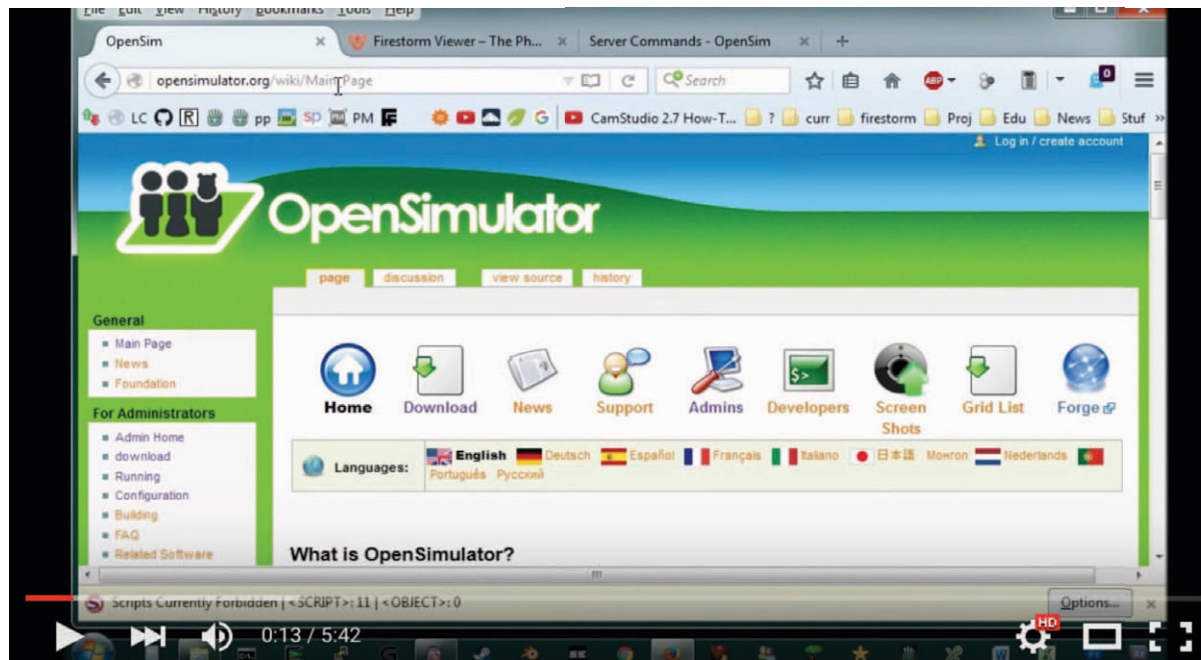 File Edit View History Bookmarks Tools Help
OpenSim × Firestorm Viewer – The Ph... × Server Commands - OpenSim × +
opensimulator.org/wiki/Main_Page Search ABP 0
LC R pp SP PM G CamStudio 2.7 How-T... ? curr firestorm Proj Edu News Stuf »
Log in / create account
OpenSimulator
page discussion view source history
General
Main Page
News
Foundation
For Administrators
Admin Home
download
Running
Configuration
Building
FAQ
Related Software
Home Download News Support Admins Developers Screen Shots Grid List Forge
Languages: English Deutsch Español Français Italiano 日本語 Монгол Nederlands
Português Русский
What is OpenSimulator?
Scripts Currently Forbidden | <SCRIPT>: 11 | <OBJECT>: 0 Options... ×
0:13 / 5:42 HD